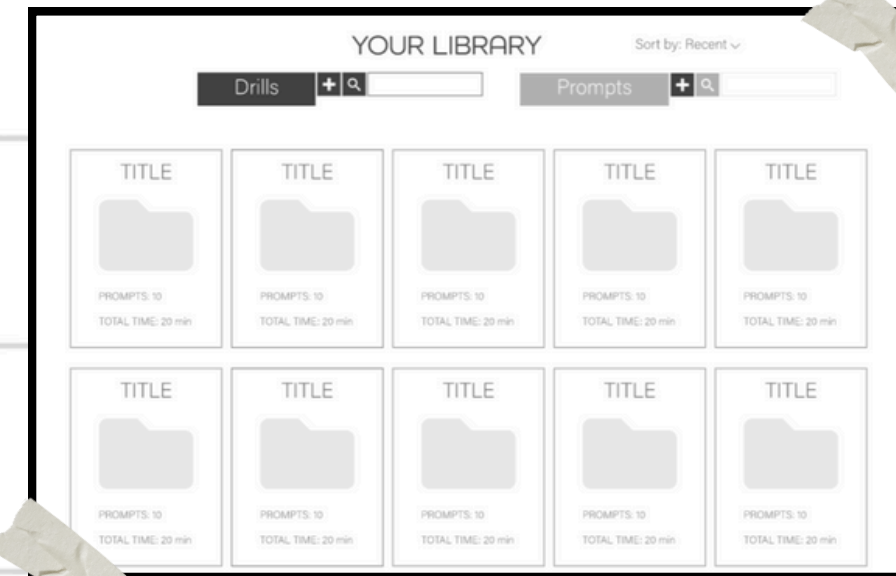 YOUR LIBRARY
Sort by: Recent
Drills
Prompts
TITLE TITLE TITLE TITLE TITLE
PROMPTS: 10 PROMPTS: 10 PROMPTS: 10 PROMPTS: 10 PROMPTS: 10
TOTAL TIME: 20 min TOTAL TIME: 20 min TOTAL TIME: 20 min TOTAL TIME: 20 min TOTAL TIME: 20 min
TITLE TITLE TITLE TITLE TITLE
PROMPTS: 10 PROMPTS: 10 PROMPTS: 10 PROMPTS: 10 PROMPTS: 10
TOTAL TIME: 20 min TOTAL TIME: 20 min TOTAL TIME: 20 min TOTAL TIME: 20 min TOTAL TIME: 20 min